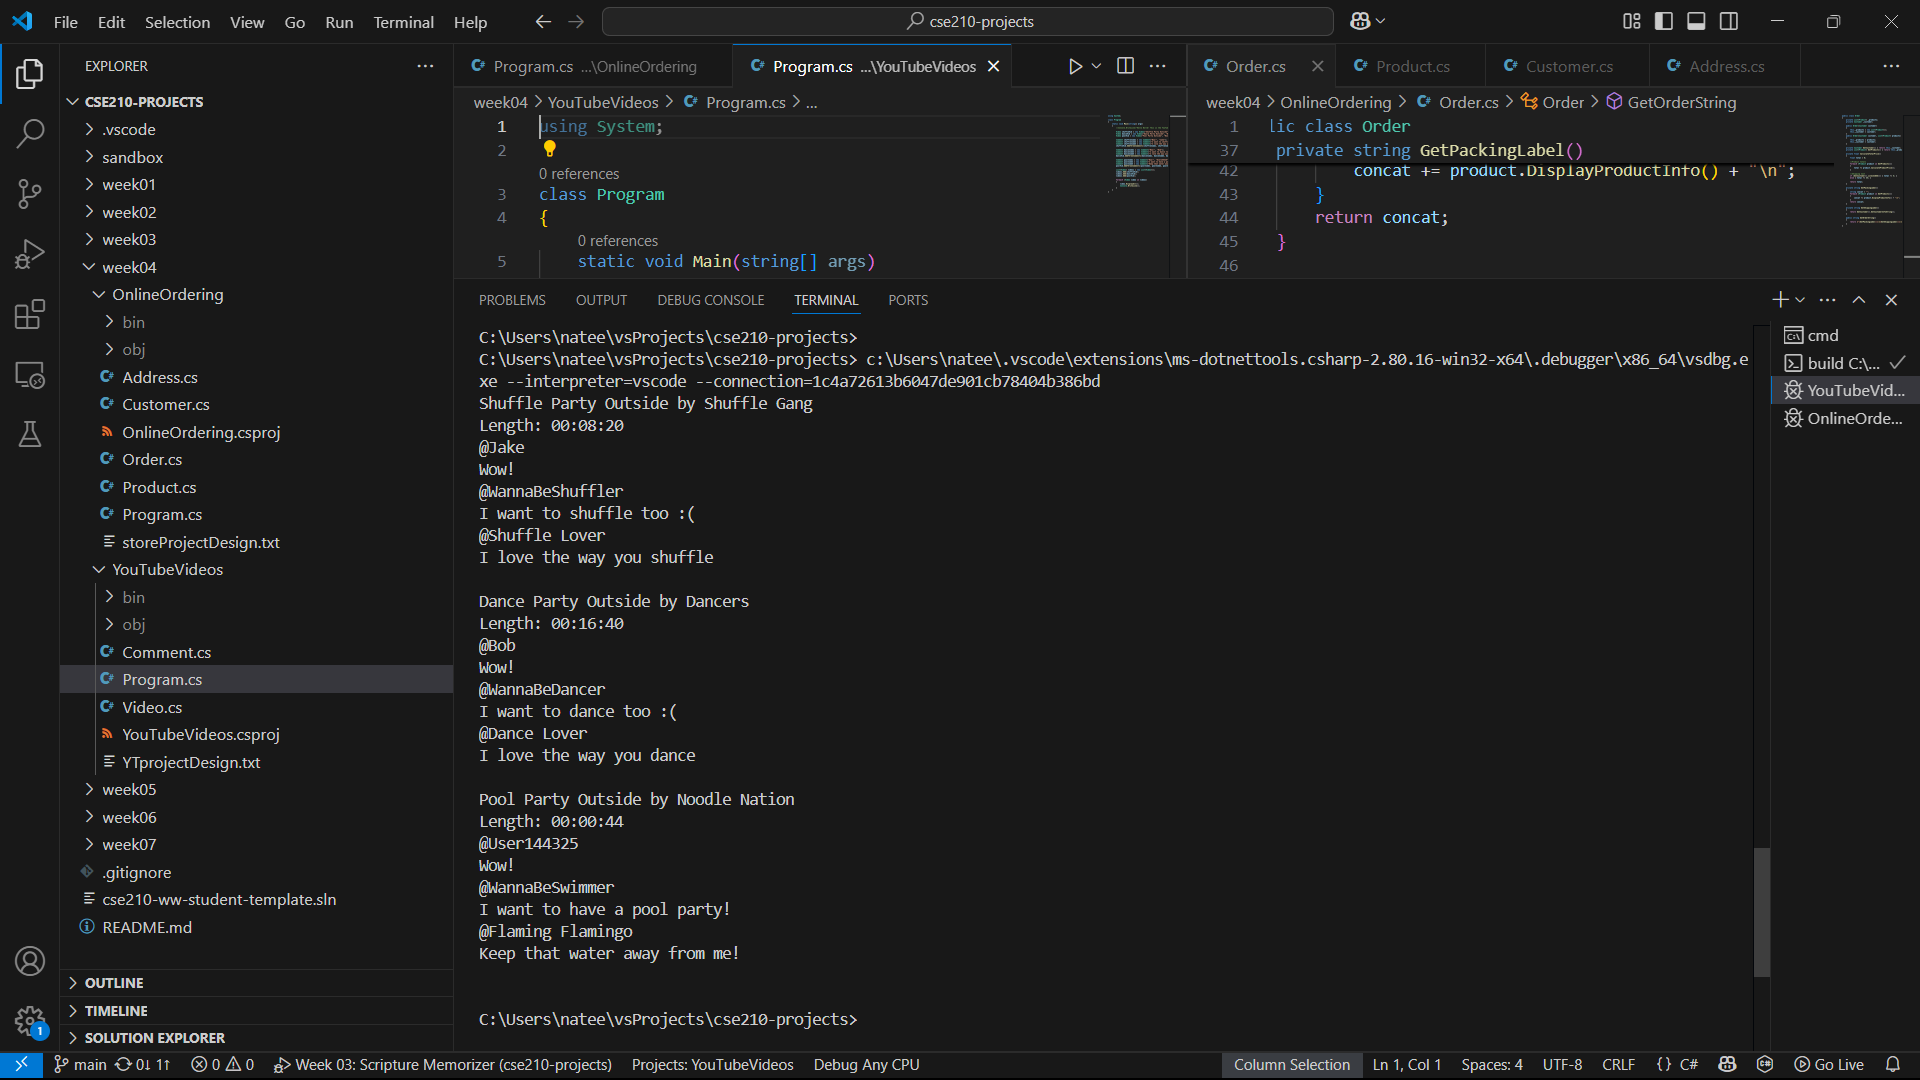 File Edit Selection View Go Run Terminal Help
cse210-projects
EXPLORER
CSE210-PROJECTS
.vscode
sandbox
week01
week02
week03
week04
OnlineOrdering
bin
obj
Address.cs
Customer.cs
OnlineOrdering.csproj
Order.cs
Product.cs
Program.cs
storeProjectDesign.txt
YouTubeVideos
bin
obj
Comment.cs
Program.cs
Video.cs
YouTubeVideos.csproj
YTprojectDesign.txt
week05
week06
week07
.gitignore
cse210-ww-student-template.sln
README.md
OUTLINE
TIMELINE
SOLUTION EXPLORER
Program.cs ...\OnlineOrdering
Program.cs ...\YouTubeVideos
week04 > YouTubeVideos > Program.cs > ...
1 using System;
2
0 references
3 class Program
4 {
0 references
5 static void Main(string[] args)
Order.cs Product.cs Customer.cs Address.cs
week04 > OnlineOrdering > Order.cs > Order > GetOrderString
1 lic class Order
37 private string GetPackingLabel()
42 concat += product.DisplayProductInfo() + "\n";
43 }
44 return concat;
45 }
46
PROBLEMS OUTPUT DEBUG CONSOLE TERMINAL PORTS
C:\Users\natee\vsProjects\cse210-projects>
C:\Users\natee\vsProjects\cse210-projects> c:\Users\natee\.vscode\extensions\ms-dotnettools.csharp-2.80.16-win32-x64\.debugger\x86_64\vsdbg.e
xe --interpreter=vscode --connection=1c4a72613b6047de901cb78404b386bd
Shuffle Party Outside by Shuffle Gang
Length: 00:08:20
@Jake
Wow!
@WannaBeShuffler
I want to shuffle too :(
@Shuffle Lover
I love the way you shuffle
Dance Party Outside by Dancers
Length: 00:16:40
@Bob
Wow!
@WannaBeDancer
I want to dance too :(
@Dance Lover
I love the way you dance
Pool Party Outside by Noodle Nation
Length: 00:00:44
@User144325
Wow!
@WannaBeSwimmer
I want to have a pool party!
@Flaming Flamingo
Keep that water away from me!
C:\Users\natee\vsProjects\cse210-projects>
cmd
build C:\...
YouTubeVid...
OnlineOrde...
1
main 0↓ 1↑ 0 0 Week 03: Scripture Memorizer (cse210-projects) Projects: YouTubeVideos Debug Any CPU Column Selection Ln 1, Col 1 Spaces: 4 UTF-8 CRLF {} C# Go Live